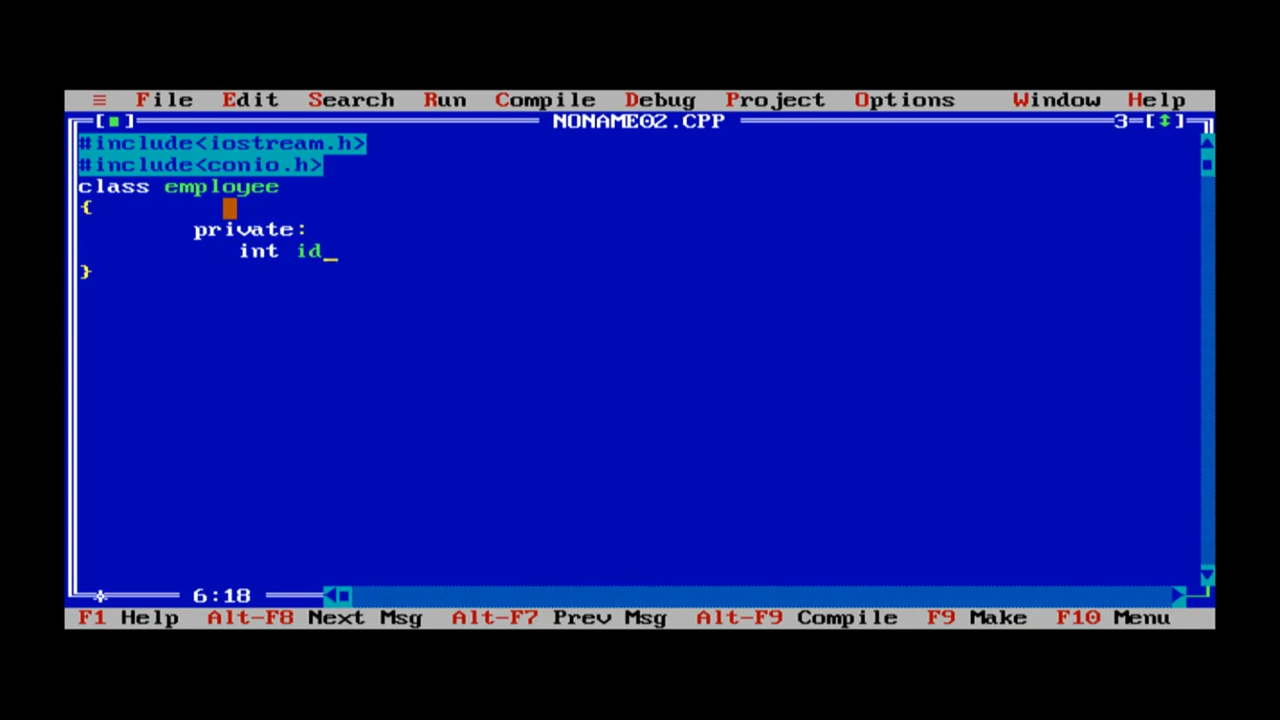 ≡ File Edit Search Run Compile Debug Project Options Window Help
[■] NONAME02.CPP 3=[↕]
#include<iostream.h>
#include<conio.h>
class employee
{
private:
int id_
}
6:18
F1 Help Alt-F8 Next Msg Alt-F7 Prev Msg Alt-F9 Compile F9 Make F10 Menu